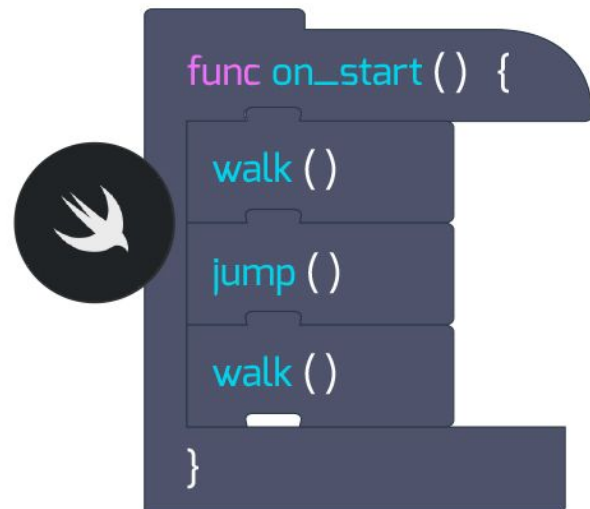 func on_start () {
walk ()
jump ()
walk ()
}